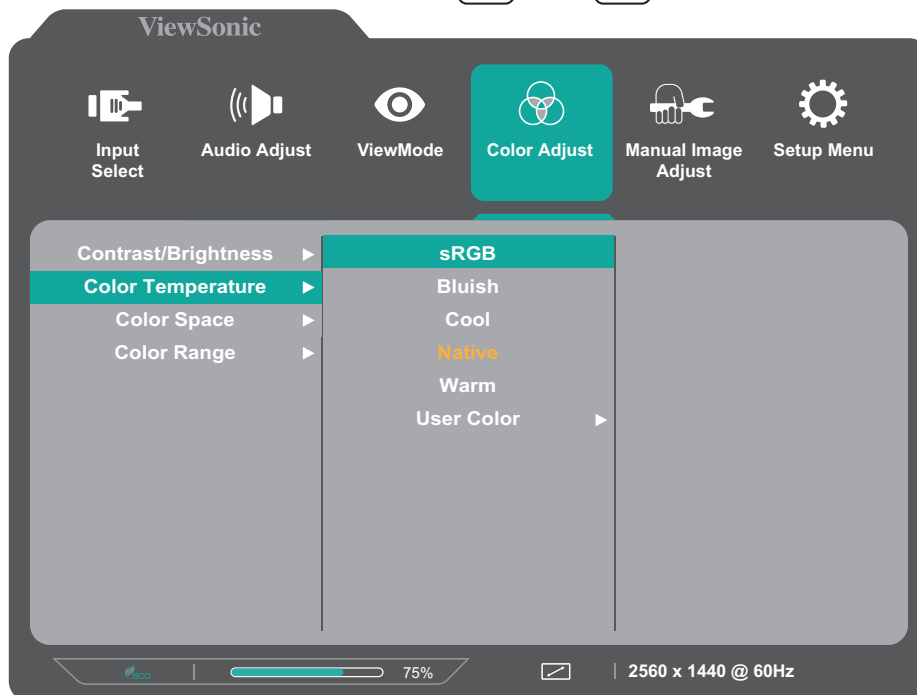 ViewSonic
Input
Select
Audio Adjust
ViewMode
Color Adjust
Manual Image
Adjust
Setup Menu
Contrast/Brightness
Color Temperature
Color Space
Color Range
sRGB
Bluish
Cool
Native
Warm
User Color
eco
75%
2560 x 1440 @ 60Hz